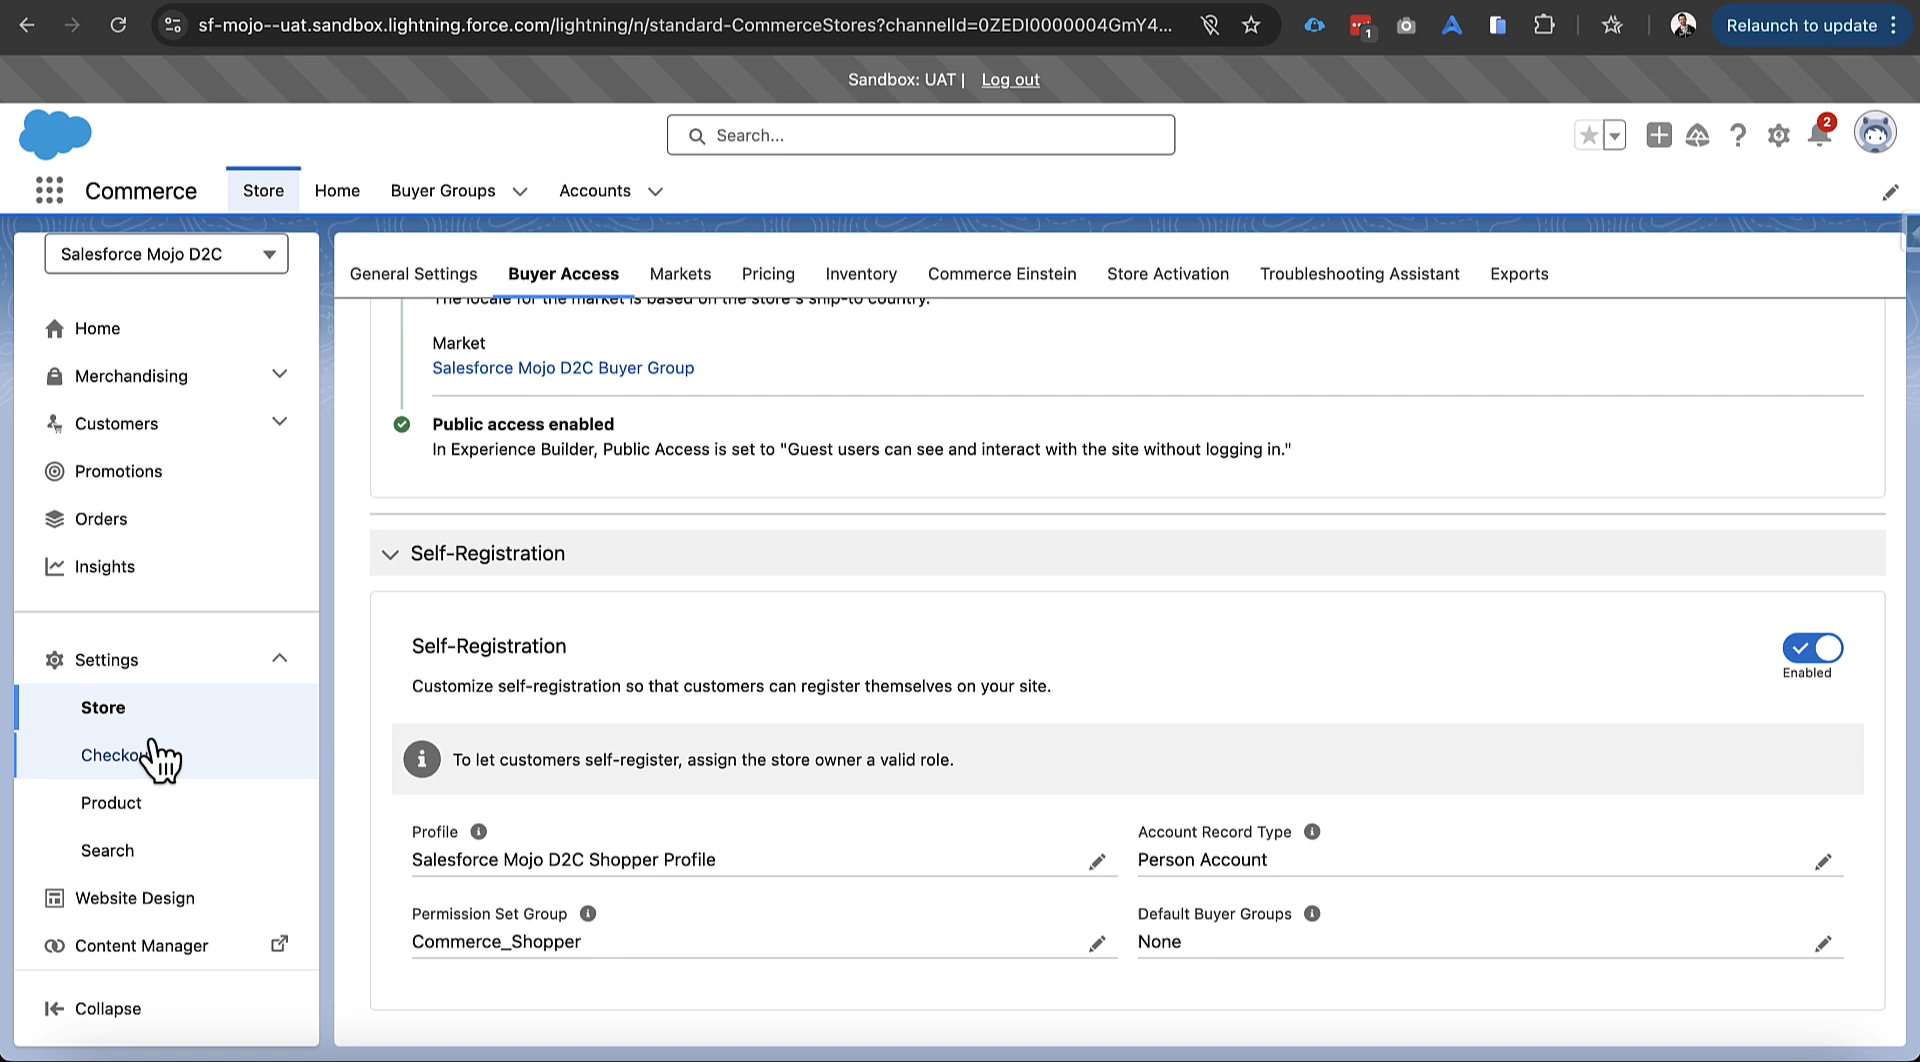 sf-mojo--uat.sandbox.lightning.force.com/lightning/n/standard-CommerceStores?channelId=0ZEDI0000004GmY4...
1
Relaunch to update
Sandbox: UAT | Log out
Search...
2
Commerce
Store
Home
Buyer Groups
Accounts
Salesforce Mojo D2C
Home
Merchandising
Customers
Promotions
Orders
Insights
Settings
Store
Checko
Product
Search
Website Design
Content Manager
Collapse
General Settings
Buyer Access
Markets
Pricing
Inventory
Commerce Einstein
Store Activation
Troubleshooting Assistant
Exports
The locale for the market is based on the store's ship-to country.
Market
Salesforce Mojo D2C Buyer Group
Public access enabled
In Experience Builder, Public Access is set to "Guest users can see and interact with the site without logging in."
Self-Registration
Self-Registration
Enabled
Customize self-registration so that customers can register themselves on your site.
To let customers self-register, assign the store owner a valid role.
Profile
Salesforce Mojo D2C Shopper Profile
Account Record Type
Person Account
Permission Set Group
Commerce_Shopper
Default Buyer Groups
None